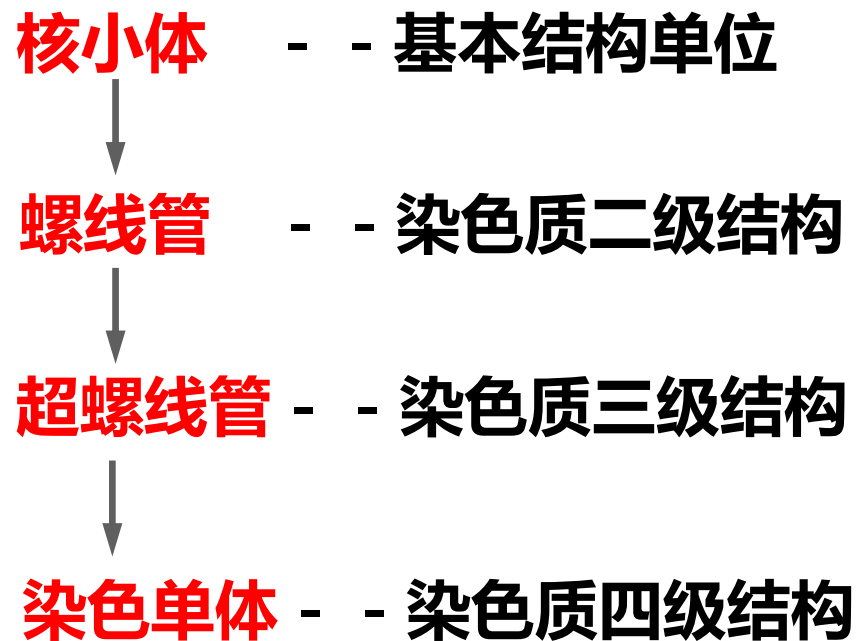 核小体 - - 基本结构单位
螺线管 - - 染色质二级结构
超螺线管 - - 染色质三级结构
染色单体 - - 染色质四级结构